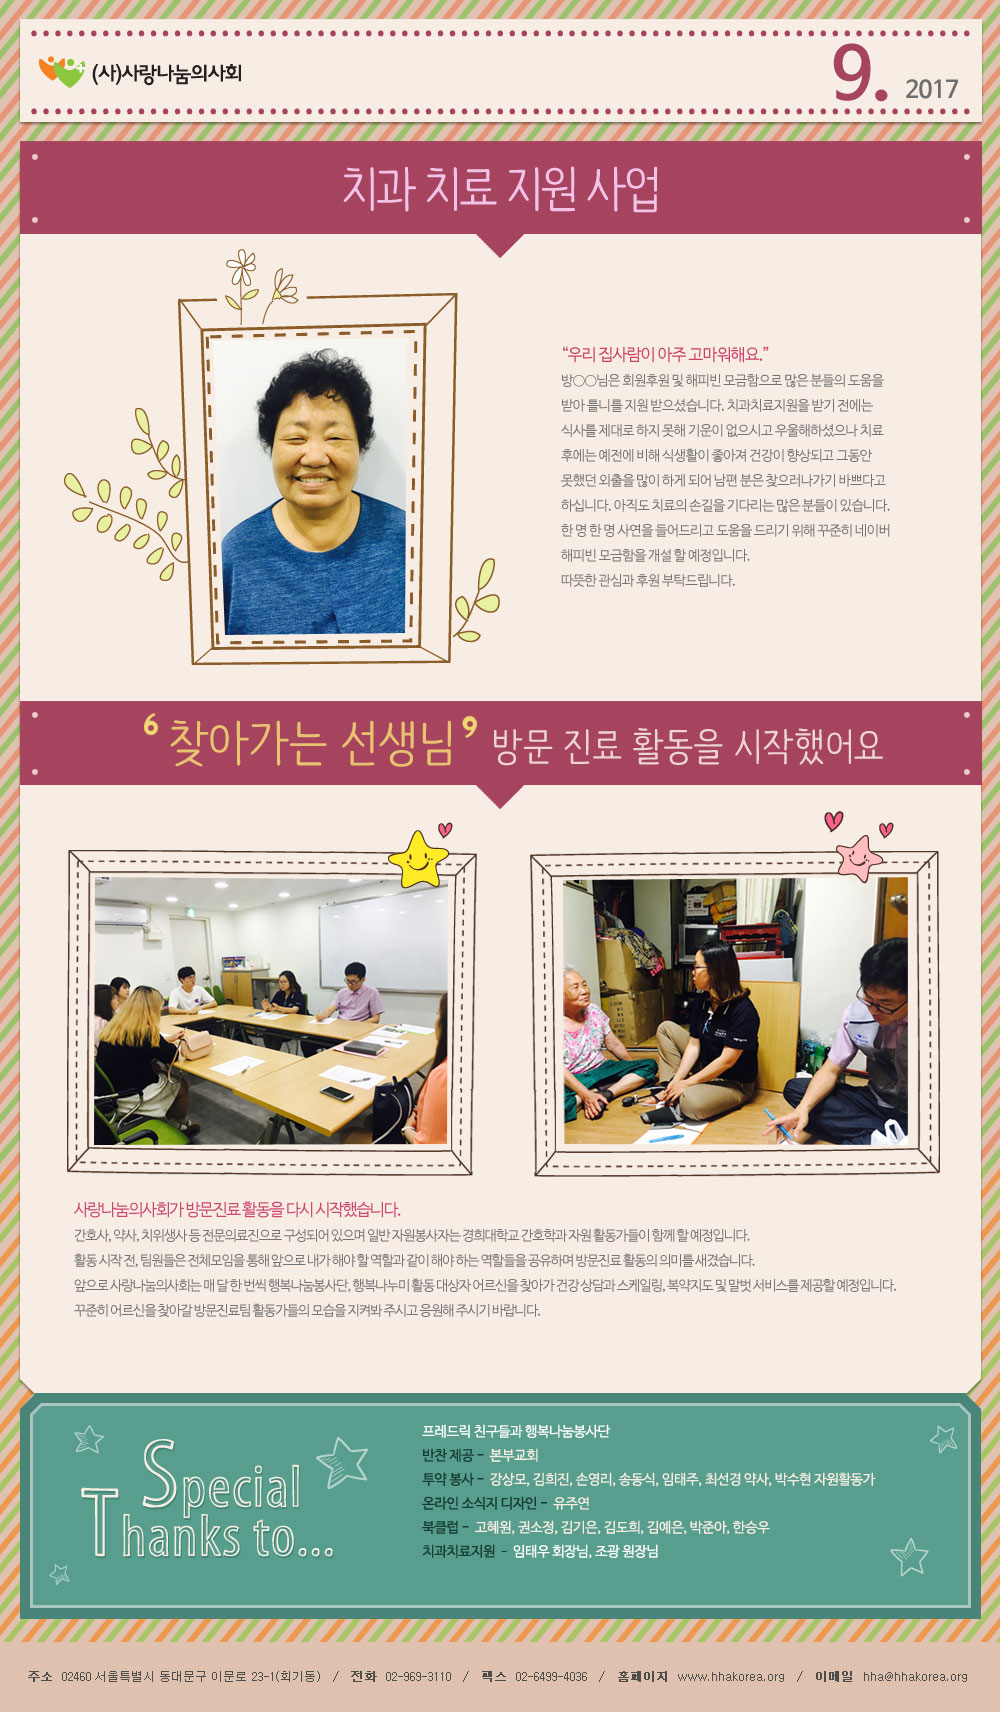 (사)사랑나눔의사회
9. 2017
치과 치료 지원 사업
“우리 집사람이 아주 고마워해요.”
방○○님은 회원후원 및 해피빈 모금함으로 많은 분들의 도움을
받아 틀니를 지원 받으셨습니다. 치과치료지원을 받기 전에는
식사를 제대로 하지 못해 기운이 없으시고 우울해하셨으나 치료
후에는 예전에 비해 식생활이 좋아져 건강이 향상되고 그동안
못했던 외출을 많이 하게 되어 남편 분은 찾으러나가기 바쁘다고
하십니다. 아직도 치료의 손길을 기다리는 많은 분들이 있습니다.
한 명 한 명 사연을 들어드리고 도움을 드리기 위해 꾸준히 네이버
해피빈 모금함을 개설 할 예정입니다.
따뜻한 관심과 후원 부탁드립니다.
‘찾아가는 선생님’ 방문 진료 활동을 시작했어요
사랑나눔의사회가 방문진료 활동을 다시 시작했습니다.
간호사, 약사, 치위생사 등 전문의료진으로 구성되어 있으며 일반 자원봉사자는 경희대학교 간호학과 자원 활동가들이 함께 할 예정입니다.
활동 시작 전, 팀원들은 전체모임을 통해 앞으로 내가 해야 할 역할과 같이 해야 하는 역할들을 공유하며 방문진료 활동의 의미를 새겼습니다.
앞으로 사랑나눔의사회는 매 달 한 번씩 행복나눔봉사단, 행복나누미 활동 대상자 어르신을 찾아가 건강 상담과 스케일링, 복약지도 및 말벗 서비스를 제공할 예정입니다.
꾸준히 어르신을 찾아갈 방문진료팀 활동가들의 모습을 지켜봐 주시고 응원해 주시기 바랍니다.
Special
Thanks to...
프레드릭 친구들과 행복나눔봉사단
반찬 제공 - 본부교회
투약 봉사 - 강상모, 김희진, 손영리, 송동식, 임태주, 최선경 약사, 박수현 자원활동가
온라인 소식지 디자인 - 유주연
북클럽 - 고혜원, 권소정, 김기은, 김도희, 김예은, 박준아, 한승우
치과치료지원 - 임태우 회장님, 조광 원장님
주소 02460 서울특별시 동대문구 이문로 23-1(회기동) / 전화 02-969-3110 / 팩스 02-6499-4036 / 홈페이지 www.hhakorea.org / 이메일 hha@hhakorea.org